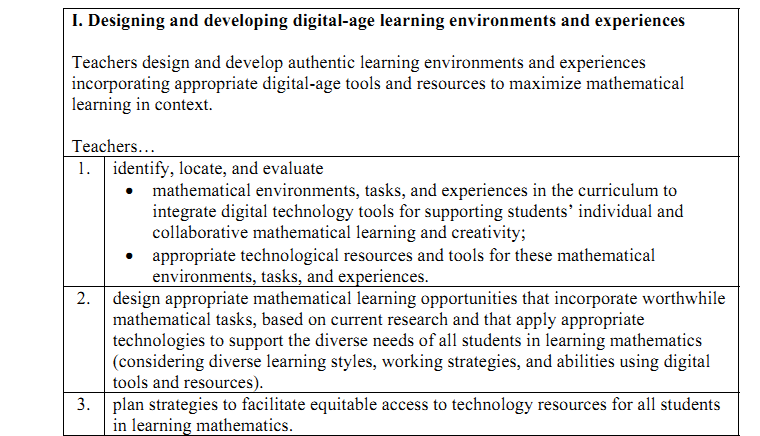 I. Designing and developing digital-age learning environments and experiences
Teachers design and develop authentic learning environments and experiences
incorporating appropriate digital-age tools and resources to maximize mathematical
learning in context.
Teachers…
1. identify, locate, and evaluate
• mathematical environments, tasks, and experiences in the curriculum to
integrate digital technology tools for supporting students’ individual and
collaborative mathematical learning and creativity;
• appropriate technological resources and tools for these mathematical
environments, tasks, and experiences.
2. design appropriate mathematical learning opportunities that incorporate worthwhile
mathematical tasks, based on current research and that apply appropriate
technologies to support the diverse needs of all students in learning mathematics
(considering diverse learning styles, working strategies, and abilities using digital
tools and resources).
3. plan strategies to facilitate equitable access to technology resources for all students
in learning mathematics.